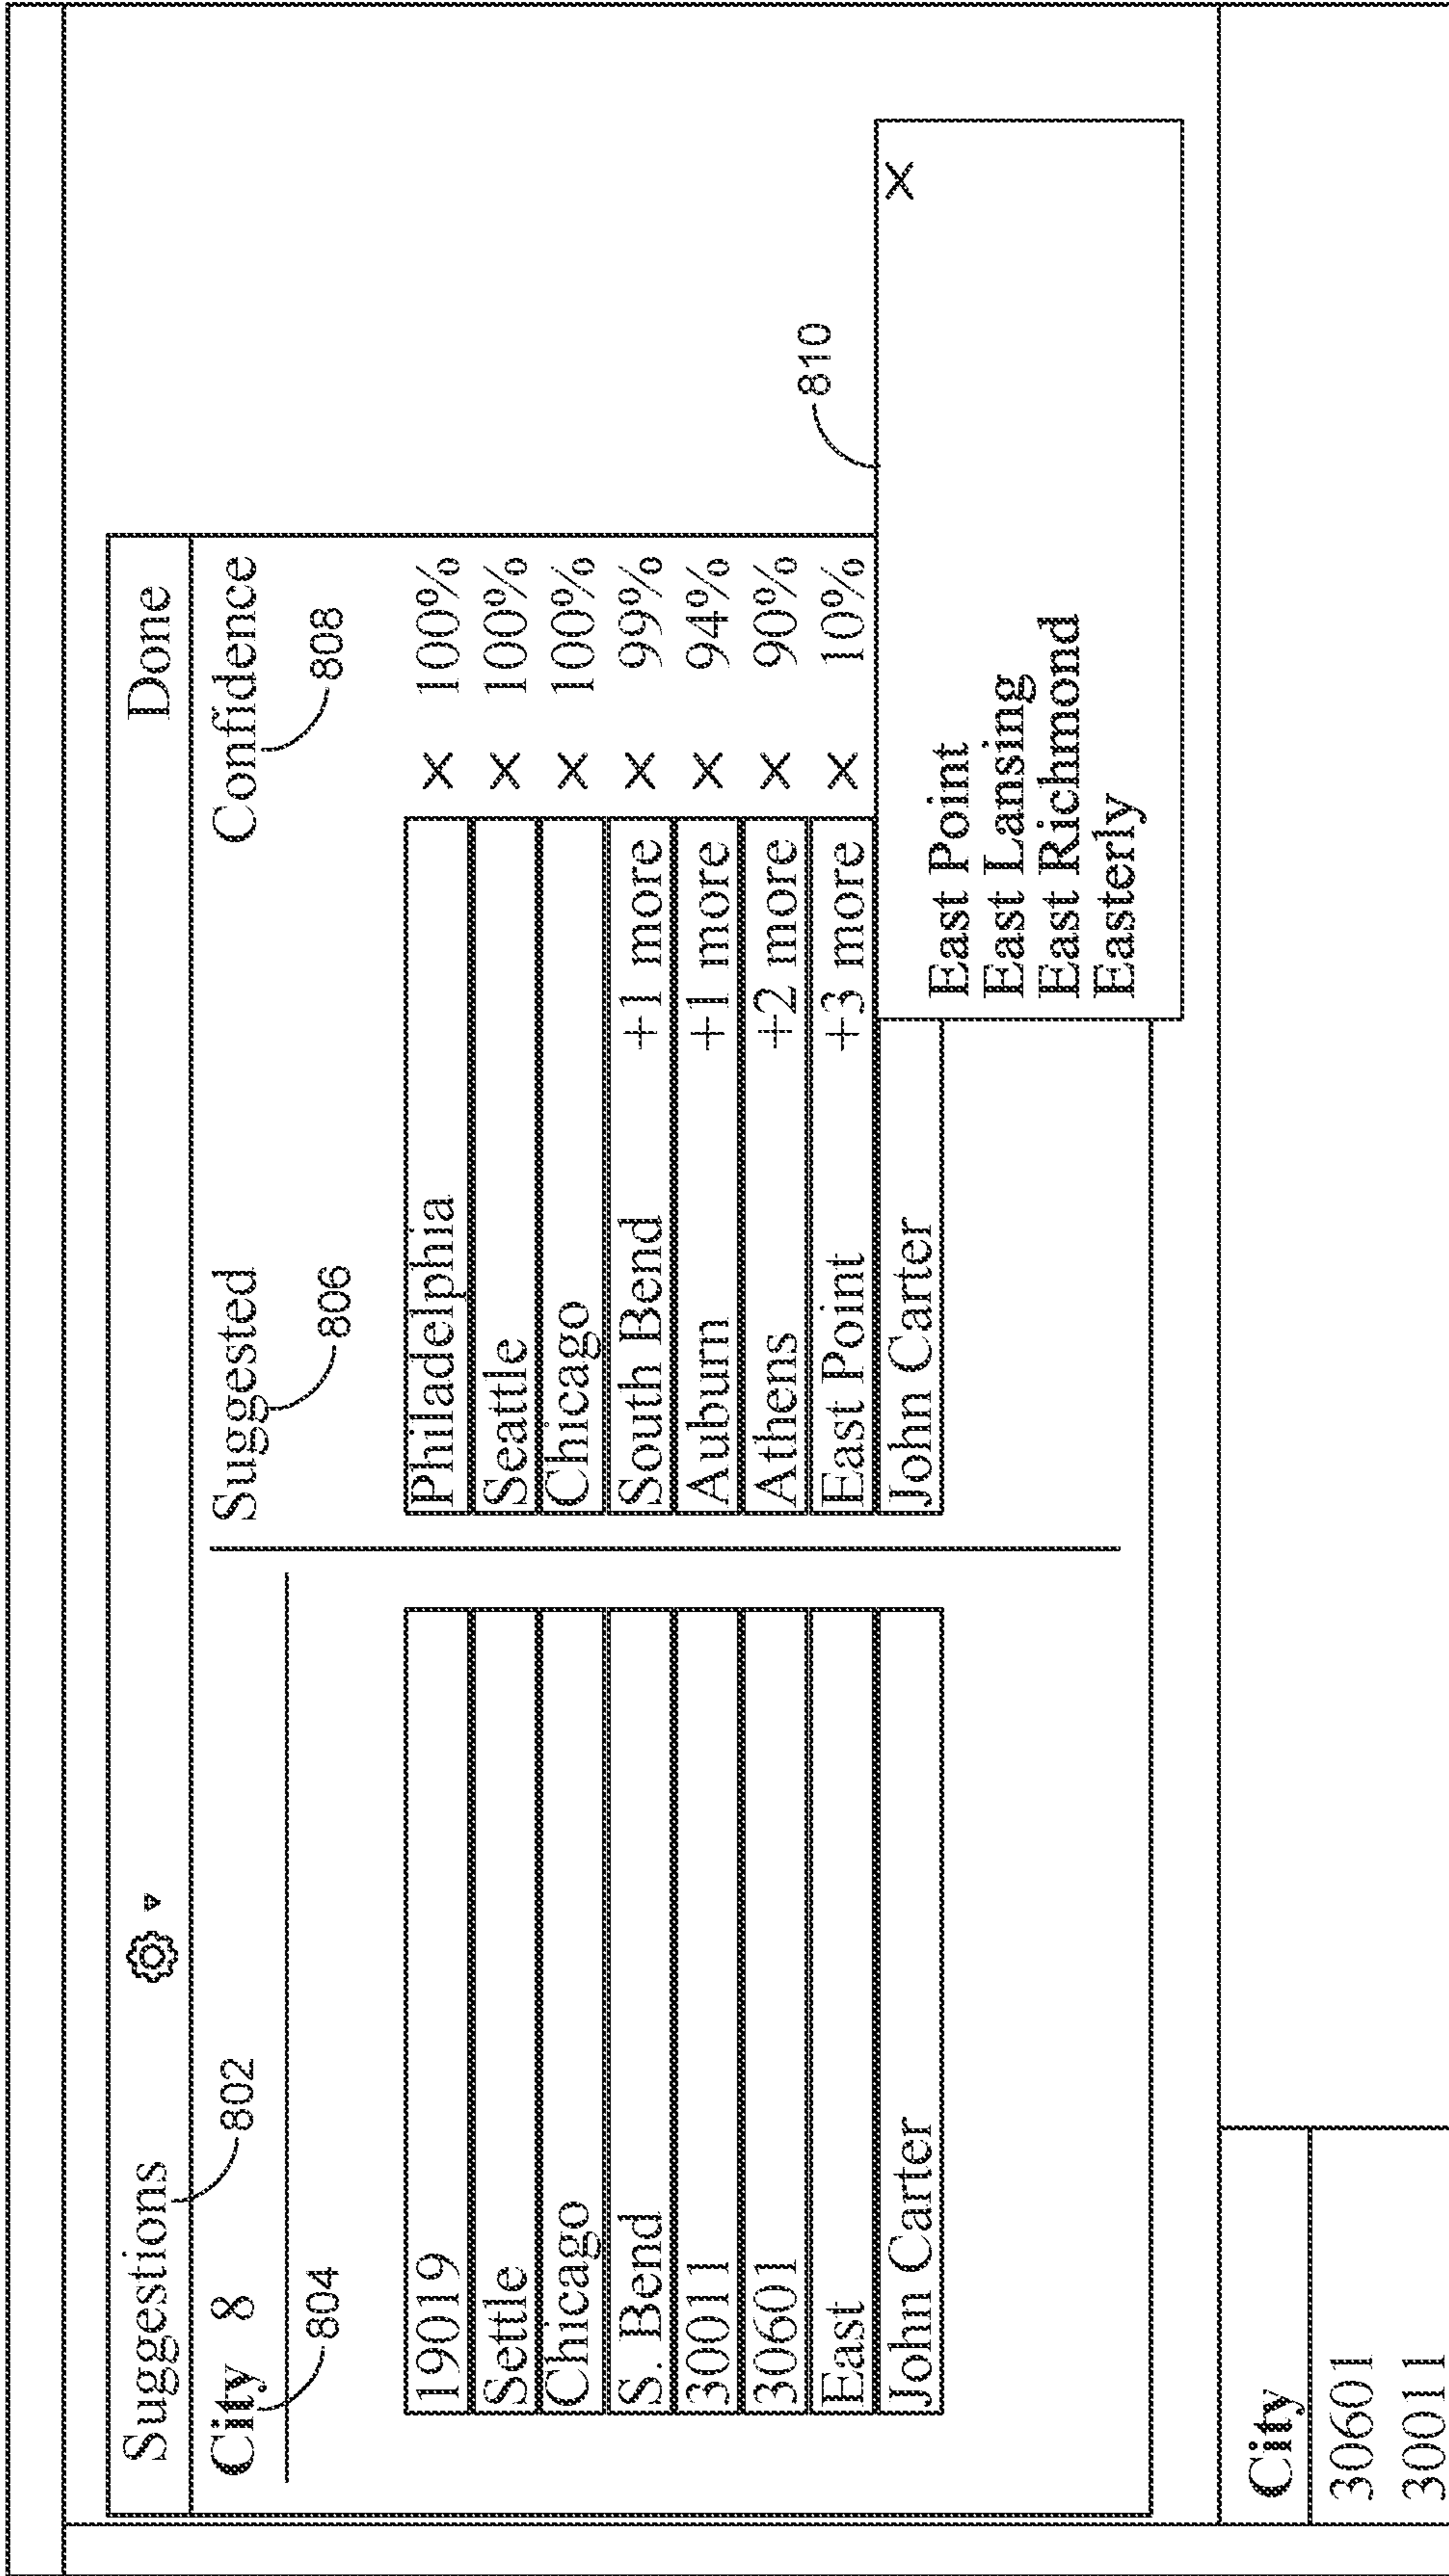 Suggestions Done
802
City 8 Suggested Confidence
804 806 808
19019 Philadelphia X 100%
Settle Seattle X 100%
Chicago Chicago X 100%
S. Bend South Bend +1 more X 99%
30011 Auburn +1 more X 94%
30601 Athens +2 more X 90%
East East Point +3 more X 10%
John Carter John Carter
810
X
East Point
East Lansing
East Richmond
Easterly
City
30601
30011